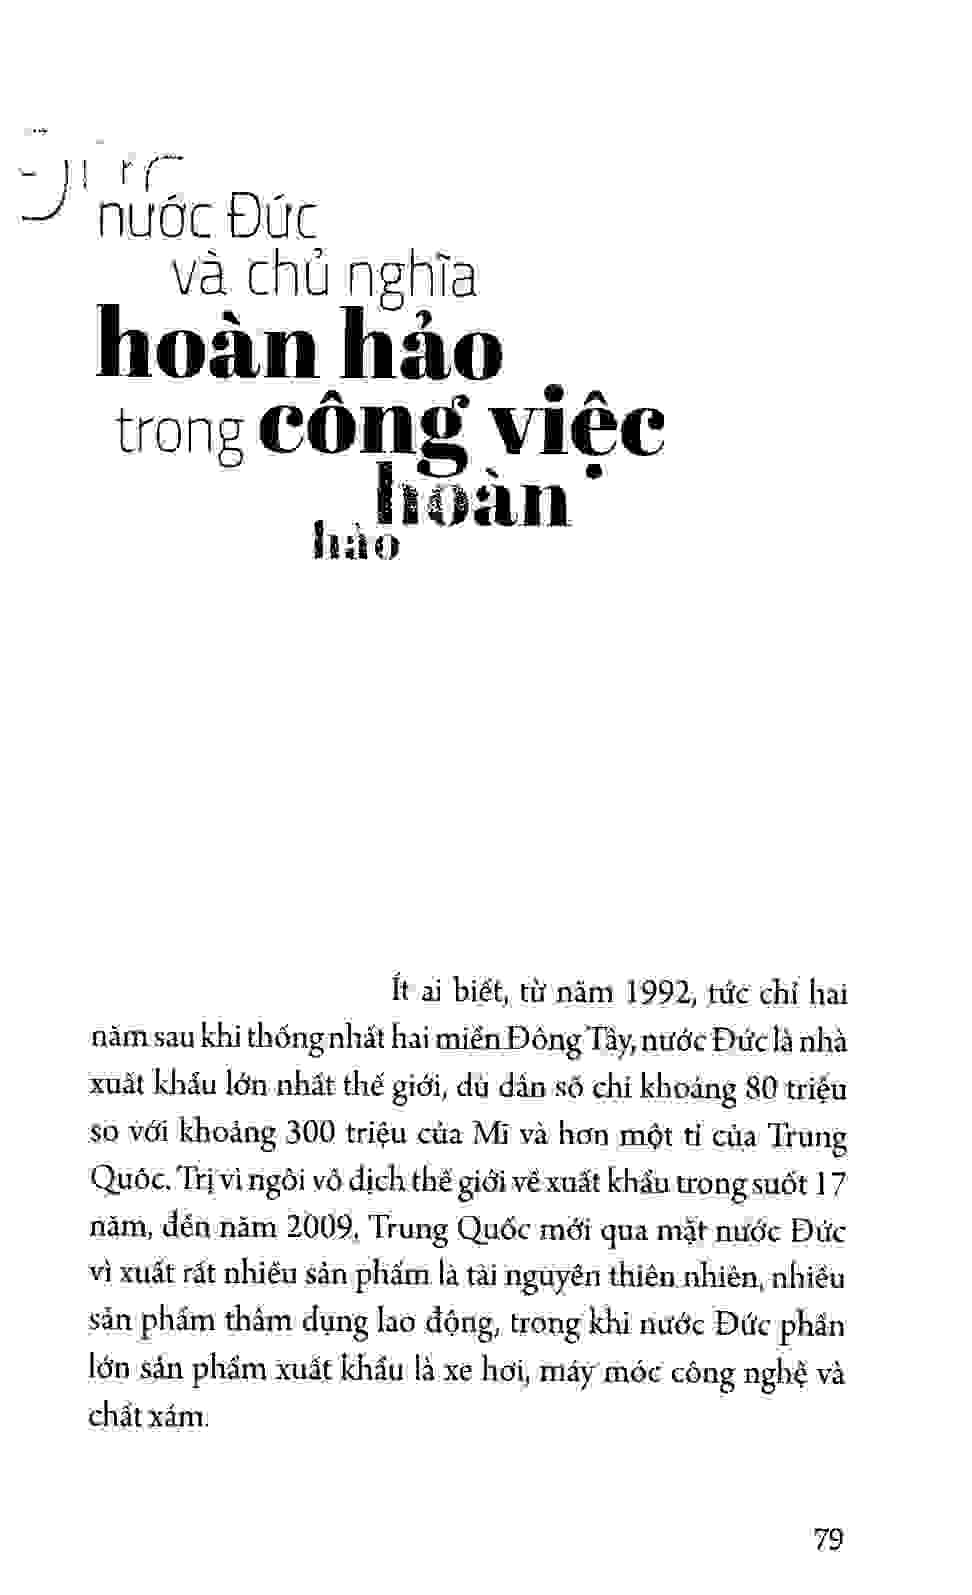 nước Đức
và chủ nghĩa
hoàn hảo
trong công việc
hoàn
hảo
Ít ai biết, từ năm 1992, tức chỉ hai
năm sau khi thống nhất hai miền Đông Tây, nước Đức là nhà
xuất khẩu lớn nhất thế giới, dù dân số chỉ khoảng 80 triệu
so với khoảng 300 triệu của Mĩ và hơn một tỉ của Trung
Quốc. Trị vì ngôi vô địch thế giới về xuất khẩu trong suốt 17
năm, đến năm 2009, Trung Quốc mới qua mặt nước Đức
vì xuất rất nhiều sản phẩm là tài nguyên thiên nhiên, nhiều
sản phẩm thâm dụng lao động, trong khi nước Đức phần
lớn sản phẩm xuất khẩu là xe hơi, máy móc công nghệ và
chất xám.
79